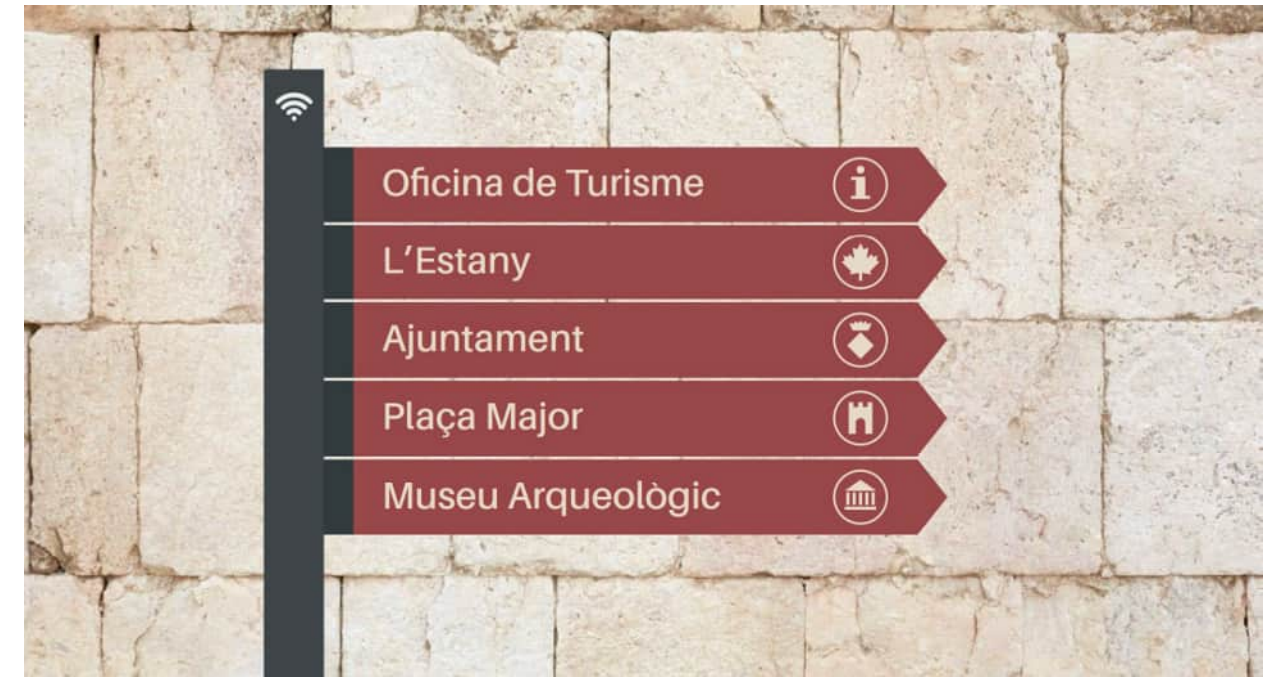 Oficina de Turisme
L’Estany
Ajuntament
Plaça Major
Museu Arqueològic